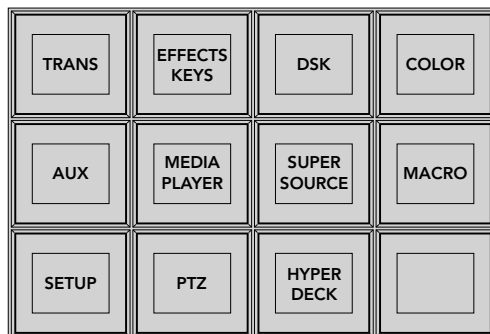 TRANS
EFFECTS
KEYS
DSK
COLOR
AUX
MEDIA
PLAYER
SUPER
SOURCE
MACRO
SETUP
PTZ
HYPER
DECK